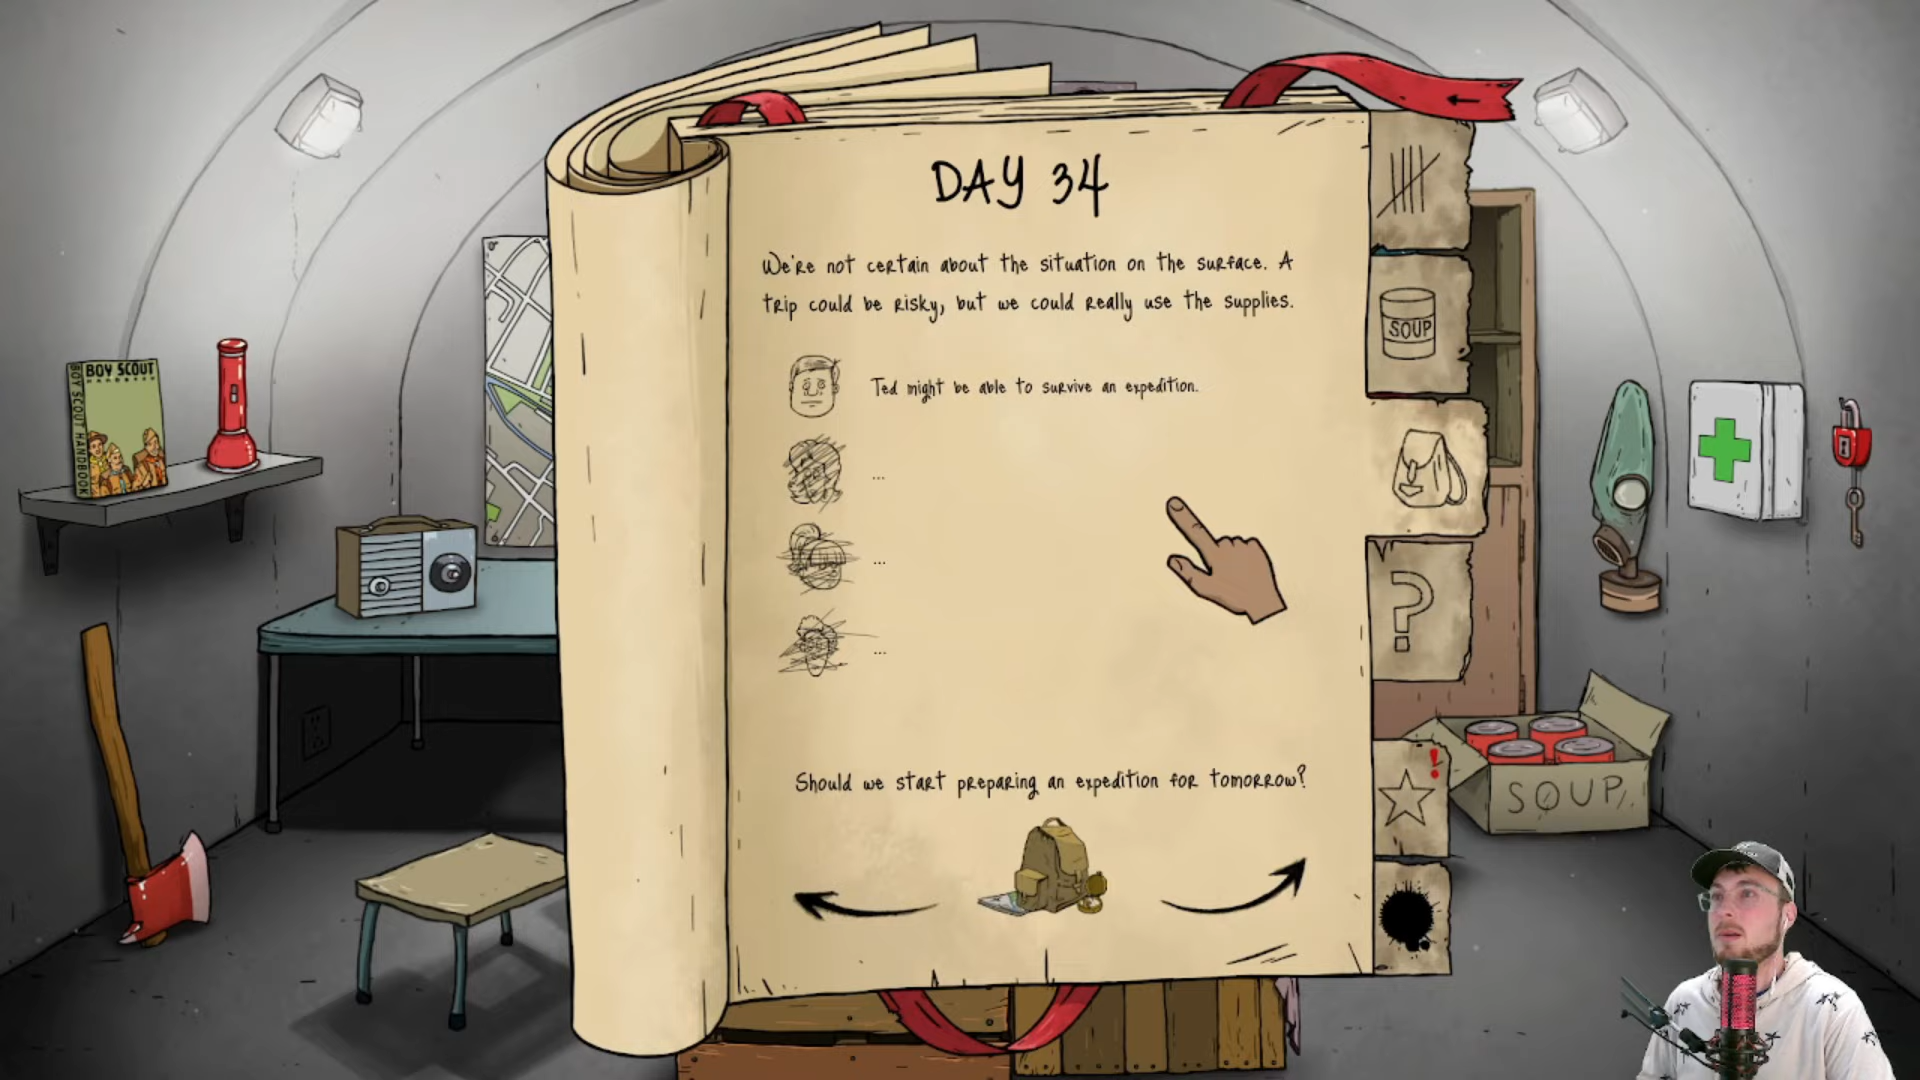 DAY 34
We're not certain about the situation on the surface. A
trip could be risky, but we could really use the supplies.
Ted might be able to survive an expedition.
...
...
...
Should we start preparing an expedition for tomorrow?
BOY SCOUT
HANDBOOK
BOY SCOUT HANDBOOK
SOUP
SOUP